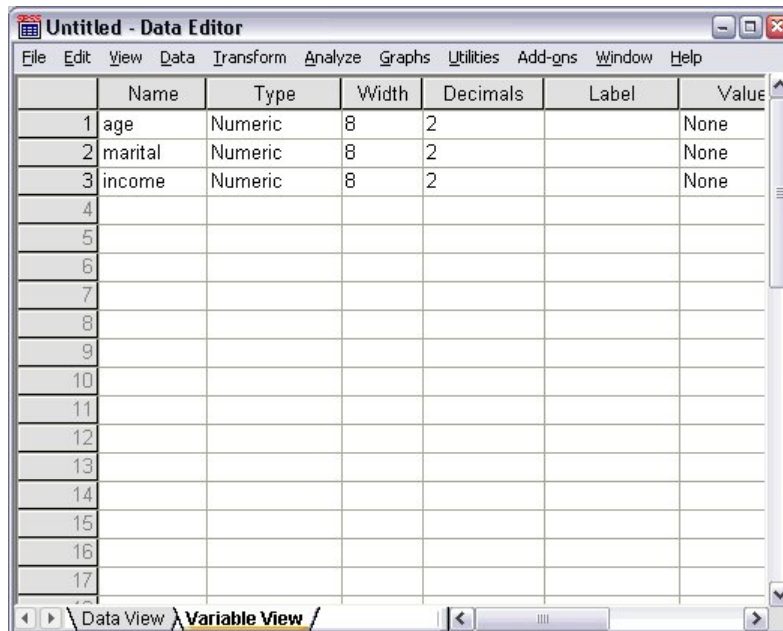 Untitled - Data Editor
File Edit View Data Transform Analyze Graphs Utilities Add-ons Window Help
Name Type Width Decimals Label Value
1 age Numeric 8 2 None
2 marital Numeric 8 2 None
3 income Numeric 8 2 None
4
5
6
7
8
9
10
11
12
13
14
15
16
17
Data View Variable View